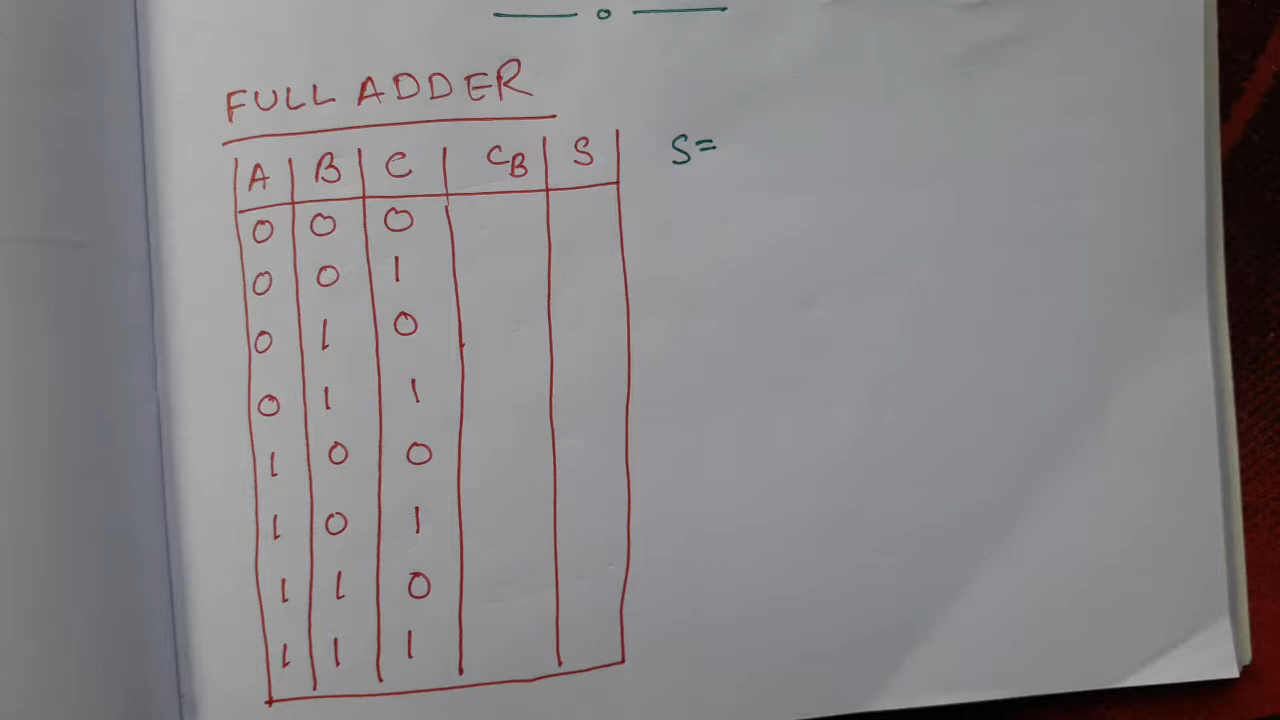 FULL ADDER
A B C C_B S S=
0 0 0
0 0 1
0 1 0
0 1 1
1 0 0
1 0 1
1 1 0
1 1 1